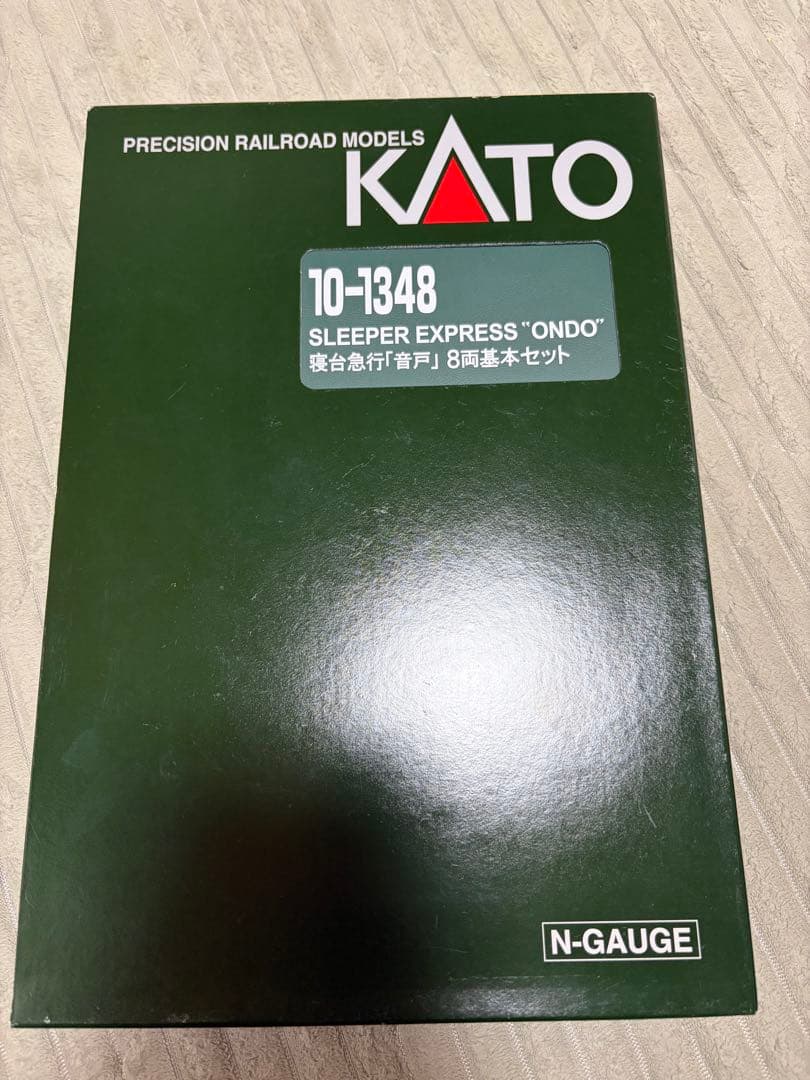 PRECISION RAILROAD MODELS
KATO
10-1348
SLEEPER EXPRESS "ONDO"
寝台急行「音戸」 8両基本セット
N-GAUGE